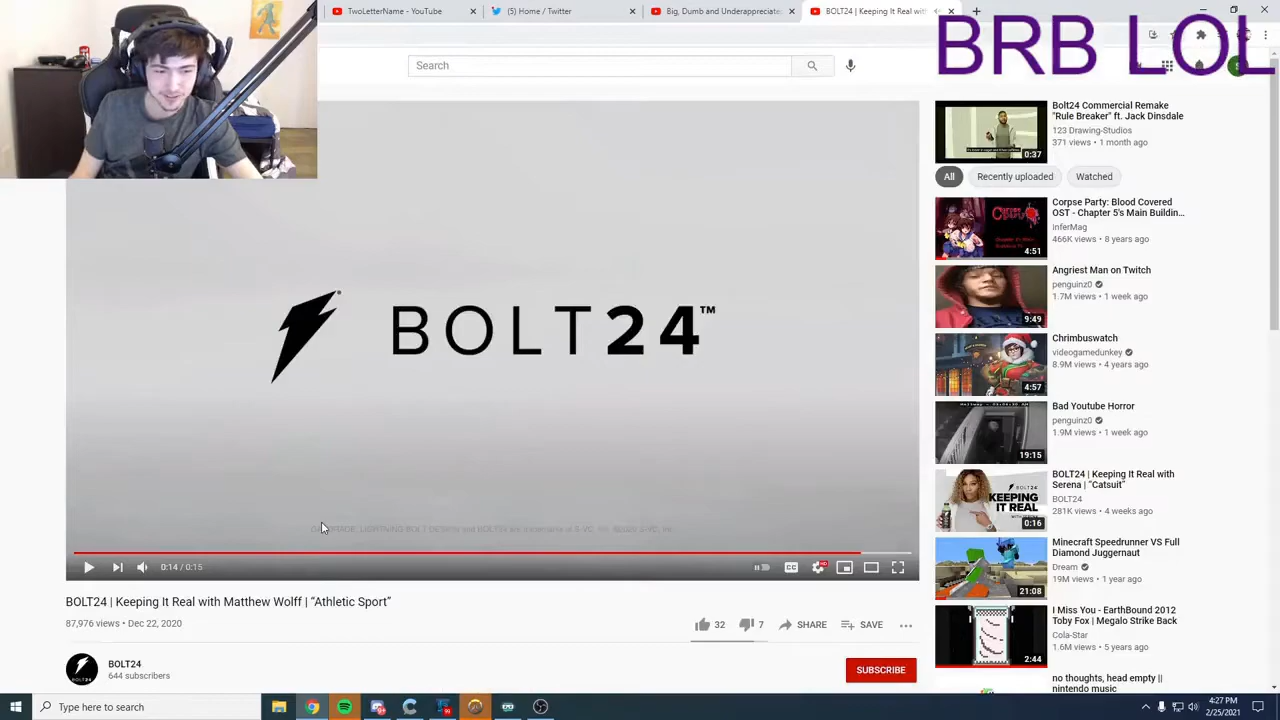 TwoLetterName - YouTube
(5) Home / Twitter
Big, Dumb and Underappreciate
BOLT24 | Keeping It Real wit
BRB LOL
Search
Bolt24 Commercial Remake
"Rule Breaker" ft. Jack Dinsdale
123 Drawing-Studios
371 views • 1 month ago
0:37
All
Recently uploaded
Watched
Corpse Party: Blood Covered
OST - Chapter 5's Main Buildin...
InferMag
466K views • 8 years ago
4:51
Angriest Man on Twitch
penguinz0
1.7M views • 1 week ago
9:49
BOLT24™
Chrimbuswatch
videogamedunkey
8.9M views • 4 years ago
4:57
Bad Youtube Horror
penguinz0
1.9M views • 1 week ago
19:15
BOLT24 | Keeping It Real with
Serena | "Catsuit"
BOLT24
281K views • 4 weeks ago
BOLT24
KEEPING
IT REAL
0:16
Minecraft Speedrunner VS Full
Diamond Juggernaut
Dream
19M views • 1 year ago
21:08
0:14 / 0:15
CC
HD
BOLT24 | Keeping It Real with Matthew Wolff | "Athletic Sport"
87,976 views • Dec 22, 2020
32
7
SHARE
SAVE
I Miss You - EarthBound 2012
Toby Fox | Megalo Strike Back
Cola-Star
1.6M views • 5 years ago
2:44
BOLT24
644 subscribers
SUBSCRIBE
no thoughts, head empty ||
nintendo music
Type here to search
4:27 PM
2/25/2021